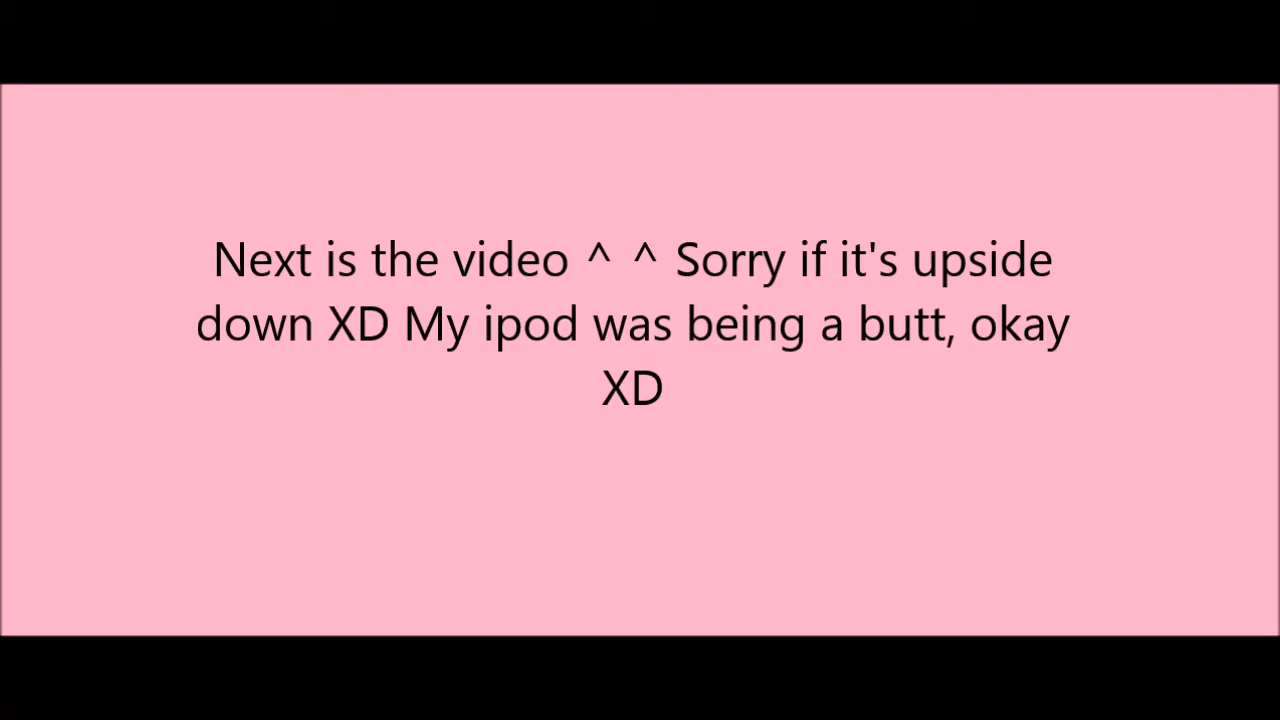 Next is the video ^ ^ Sorry if it's upside
down XD My ipod was being a butt, okay
XD